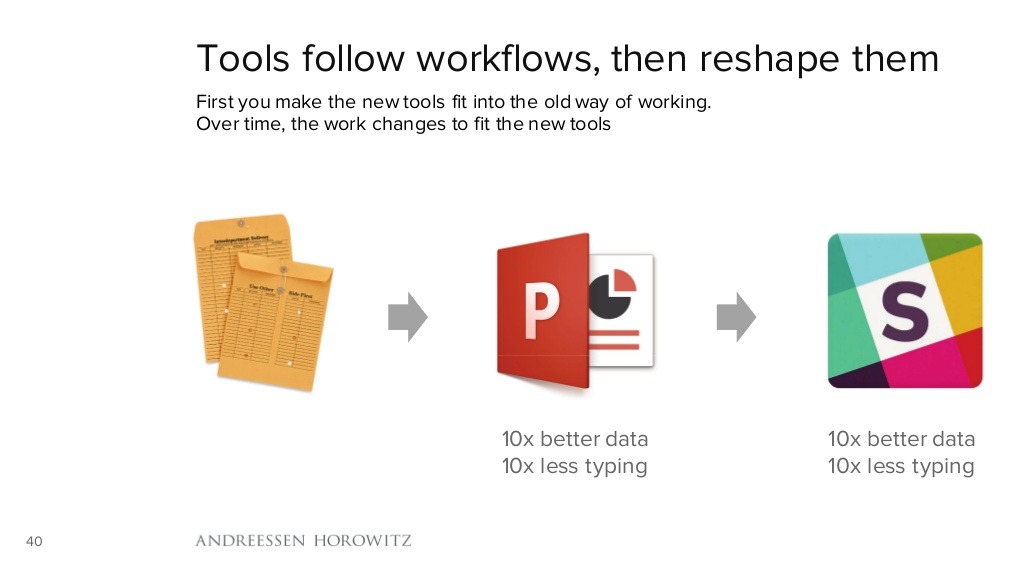 Tools follow workflows, then reshape them
First you make the new tools fit into the old way of working.
Over time, the work changes to fit the new tools
Interdepartment Delivery
Use Other Side First
P
S
10x better data
10x less typing
10x better data
10x less typing
40
ANDREESSEN HOROWITZ